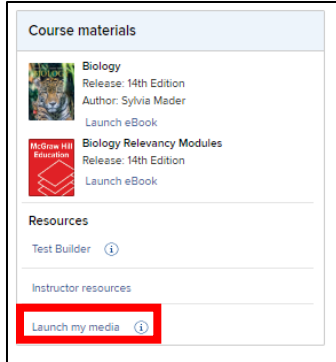 Course materials
BIOLOGY
Biology
Release: 14th Edition
Author: Sylvia Mader
Launch eBook
McGraw Hill
Education
Biology Relevancy Modules
Release: 14th Edition
Launch eBook
Resources
Test Builder i
Instructor resources
Launch my media i